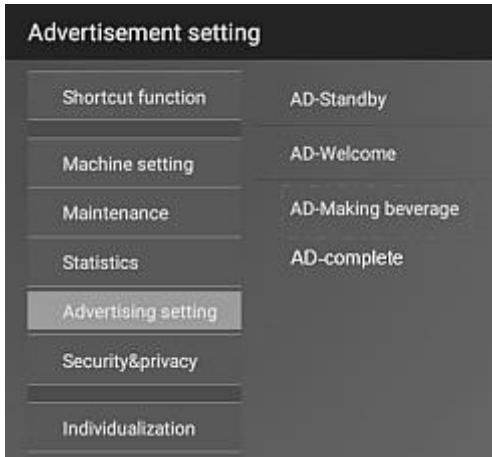 Advertisement setting
Shortcut function
Machine setting
Maintenance
Statistics
Advertising setting
Security&privacy
Individualization
AD-Standby
AD-Welcome
AD-Making beverage
AD-complete